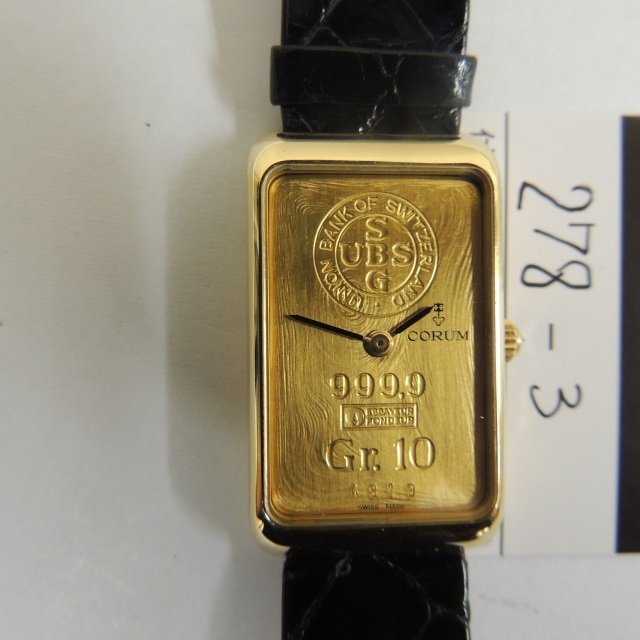 UNION BANK OF SWITZERLAND
S
UBS
G
CORUM
999,9
ESSAYEUR
FONDEUR
Gr. 10
SWISS MADE
278-3